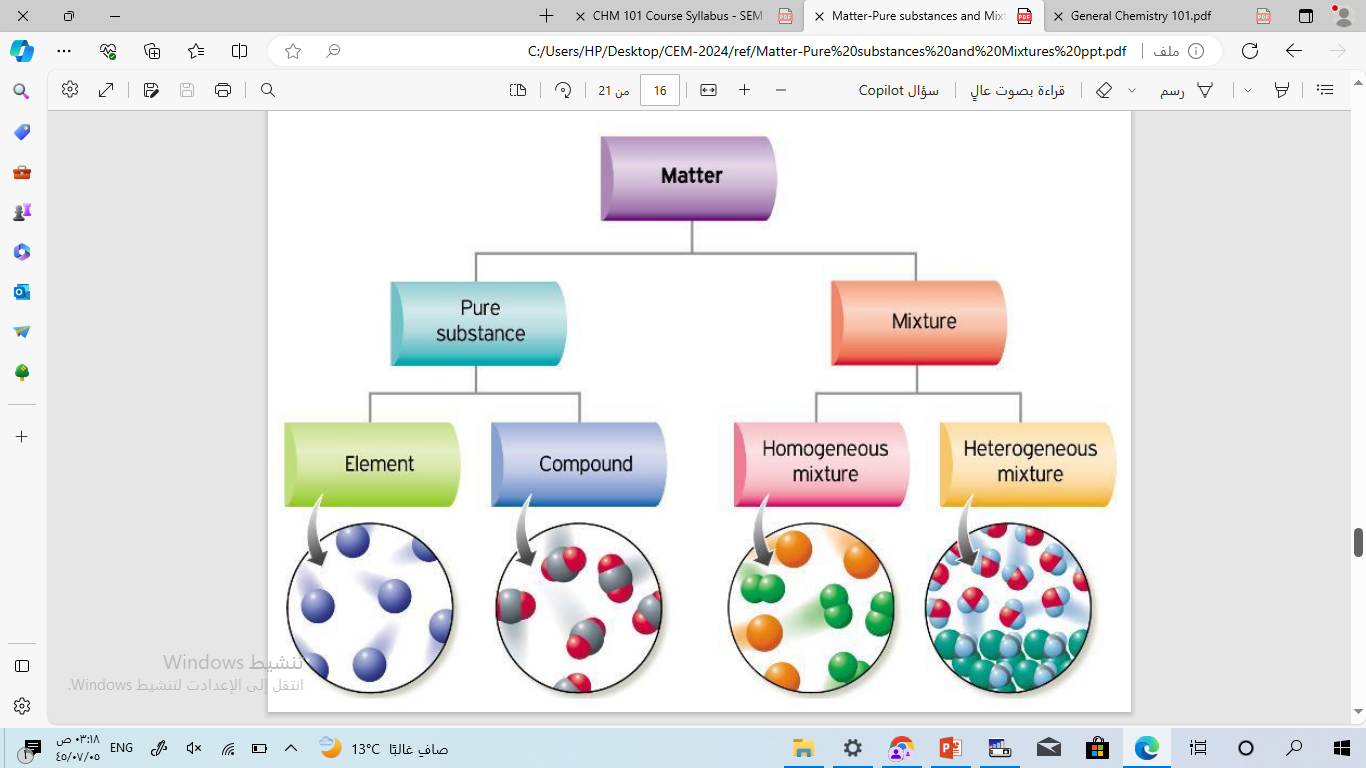 CHM 101 Course Syllabus - SEM
Matter-Pure substances and Mix
General Chemistry 101.pdf
C:/Users/HP/Desktop/CEM-2024/ref/Matter-Pure%20substances%20and%20Mixtures%20ppt.pdf
ملف
16
من 21
سؤال Copilot
قراءة بصوت عالٍ
رسم
Matter
Pure
substance
Mixture
Element
Compound
Homogeneous
mixture
Heterogeneous
mixture
تنشيط Windows
انتقل إلى الإعدادت لتنشيط Windows.
٠٣:١٨ ص
٤٥/٠٧/٠٥
ENG
13°C
صافٍ غالبًا
1